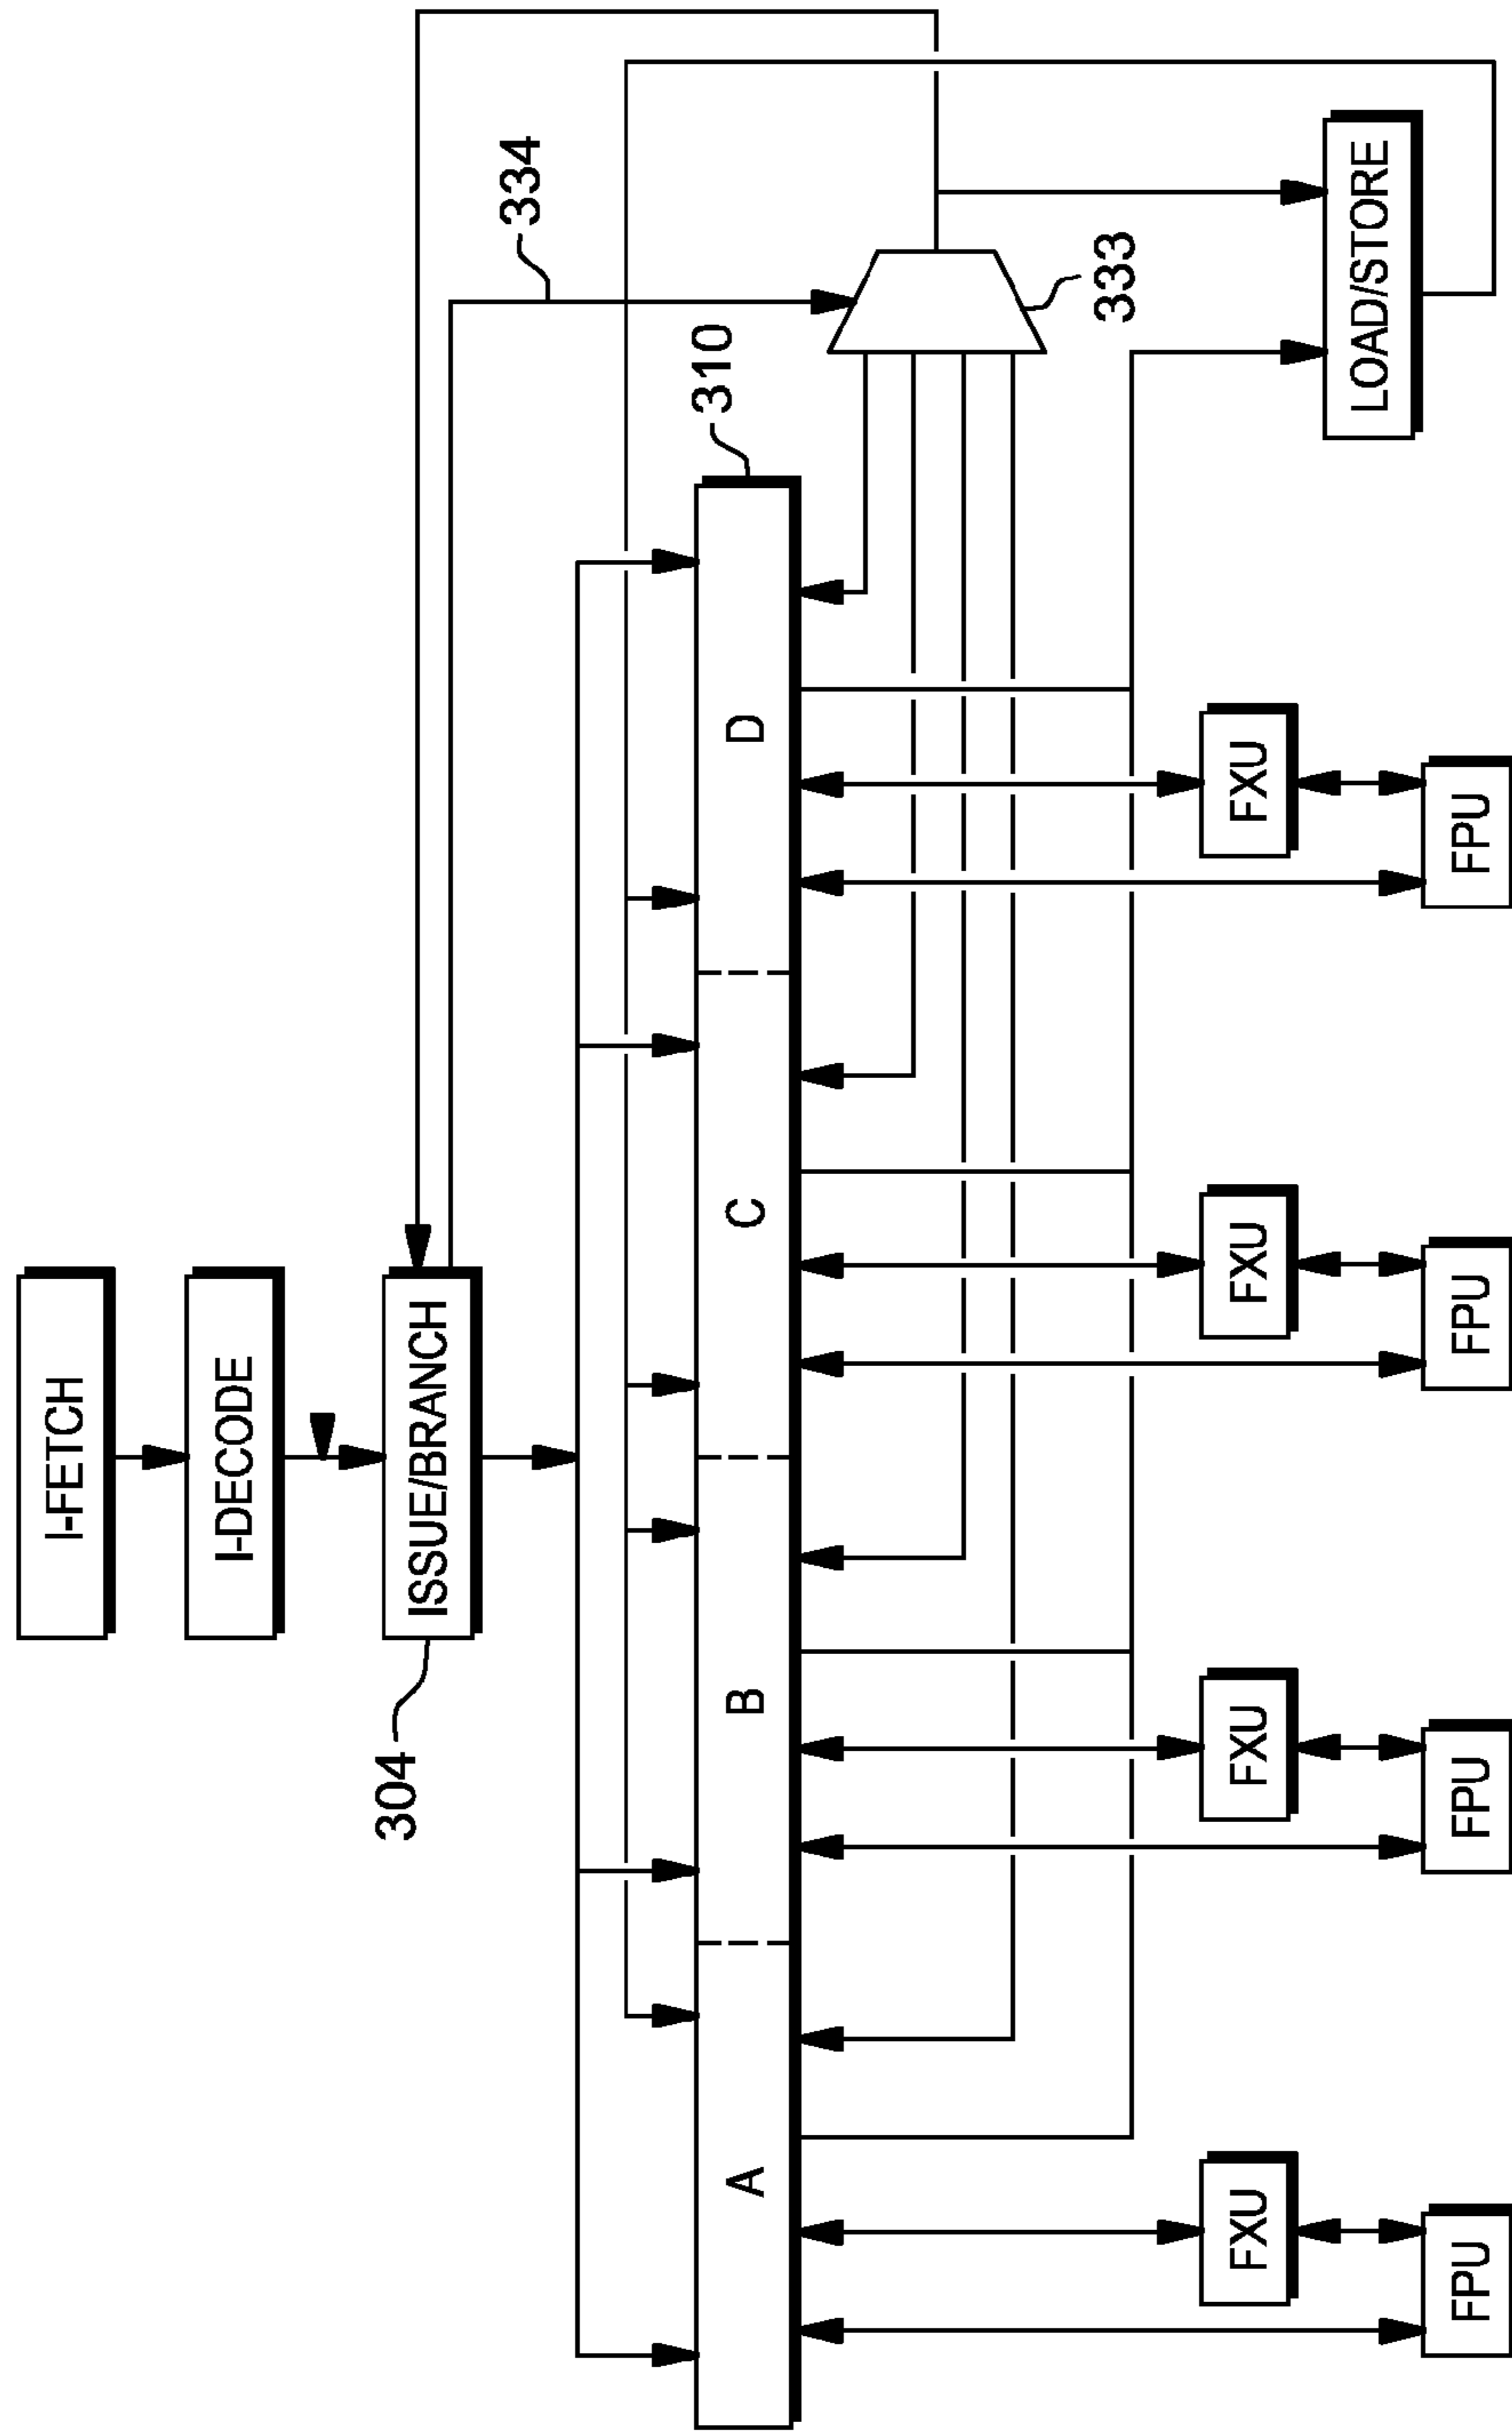 I-FETCH
I-DECODE
304
ISSUE/BRANCH
334
310
A
B
C
D
333
FXU
FXU
FXU
FXU
LOAD/STORE
FPU
FPU
FPU
FPU